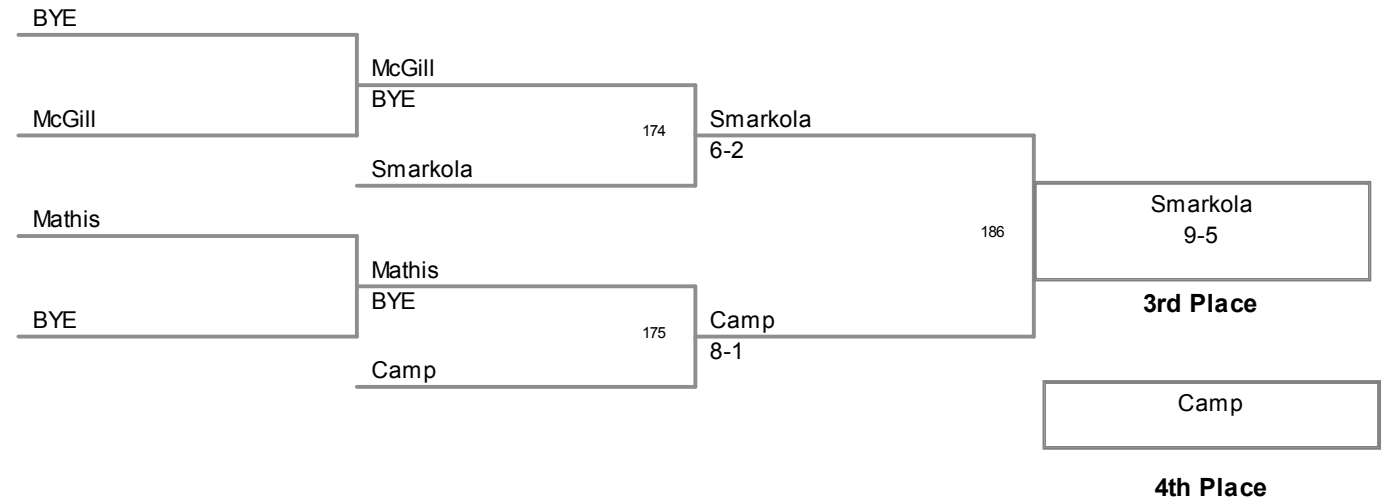 BYE
McGill
McGill
BYE
174
Smarkola
6-2
Smarkola
Mathis
Smarkola
9-5
186
Mathis
BYE
3rd Place
BYE
175
Camp
8-1
Camp
Camp
4th Place